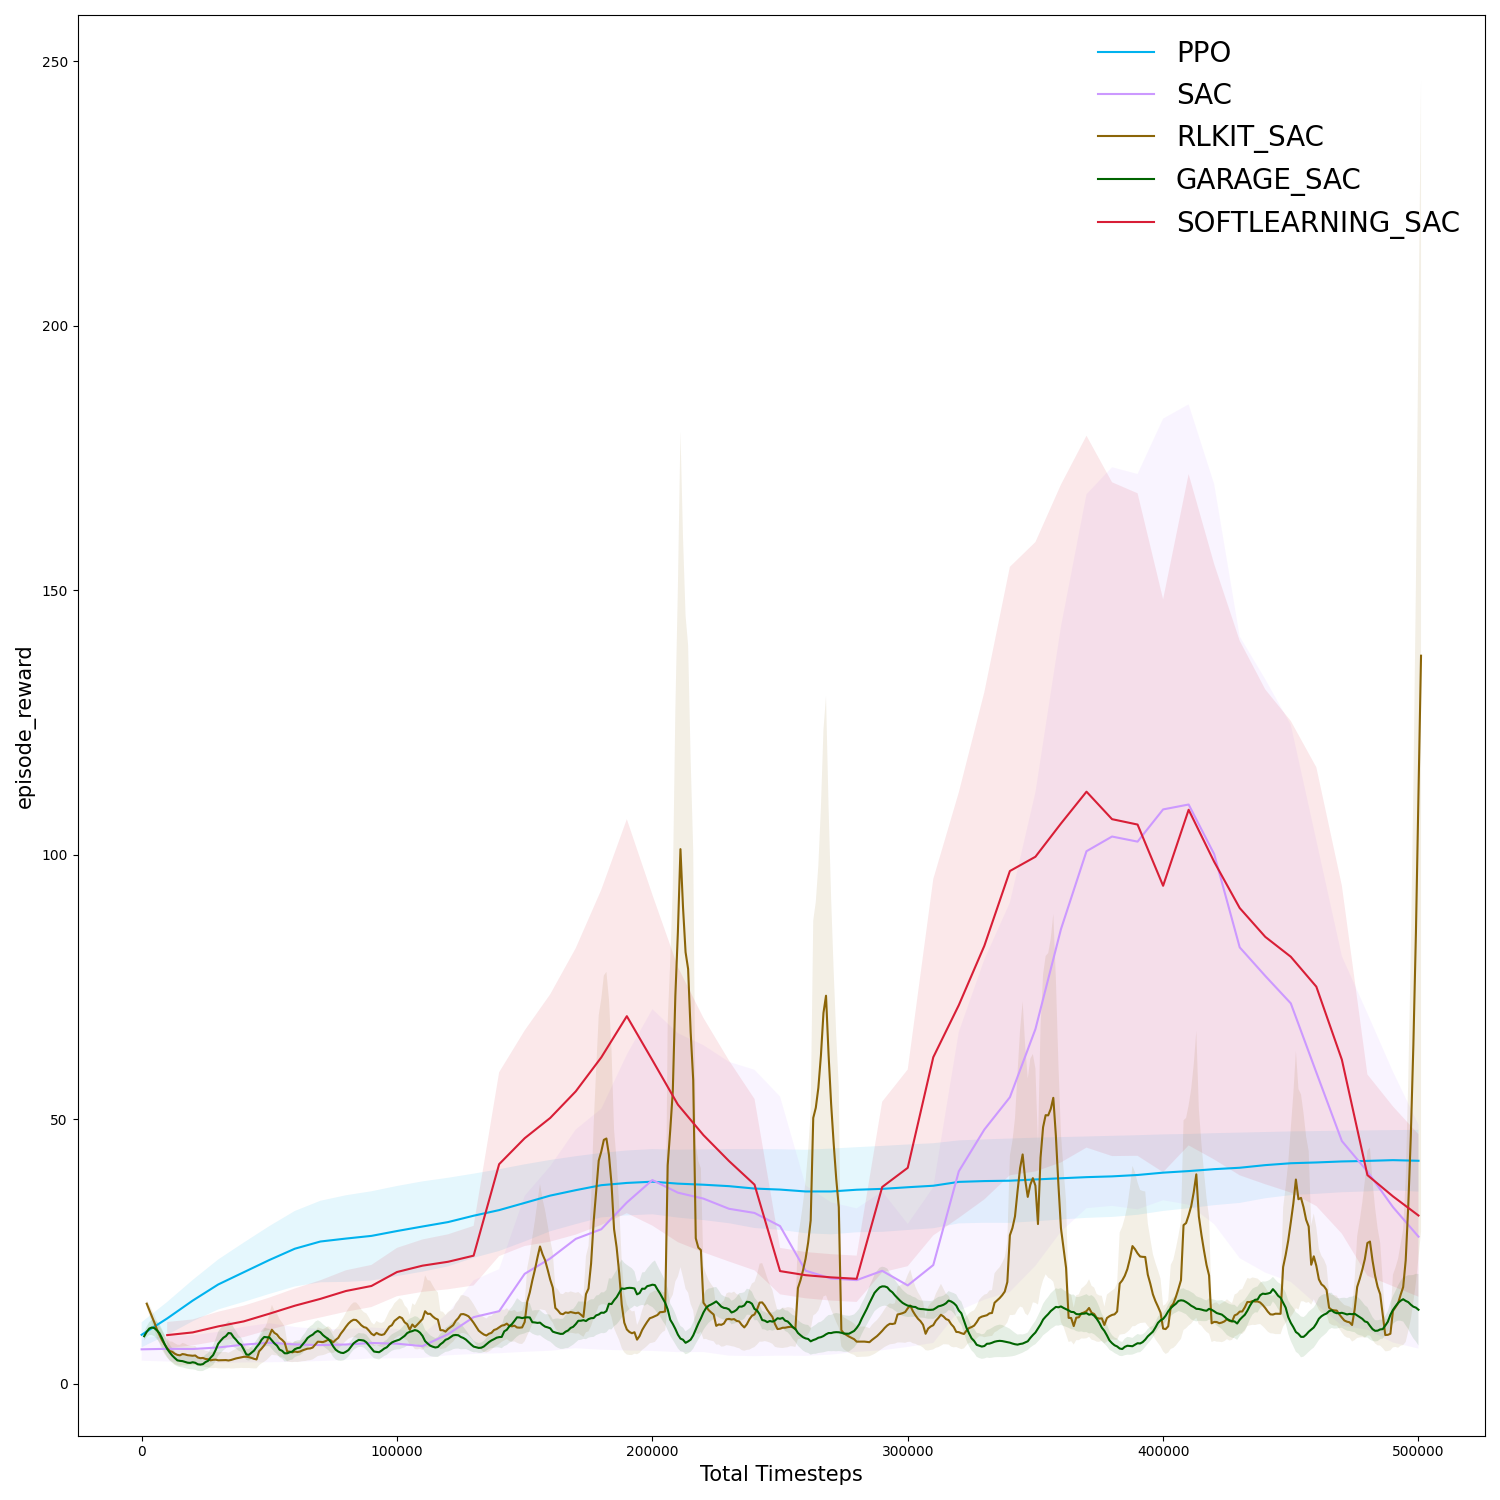 PPO
SAC
RLKIT_SAC
GARAGE_SAC
SOFTLEARNING_SAC
250
200
150
100
50
0
episode_reward
0 100000 200000 300000 400000 500000
Total Timesteps